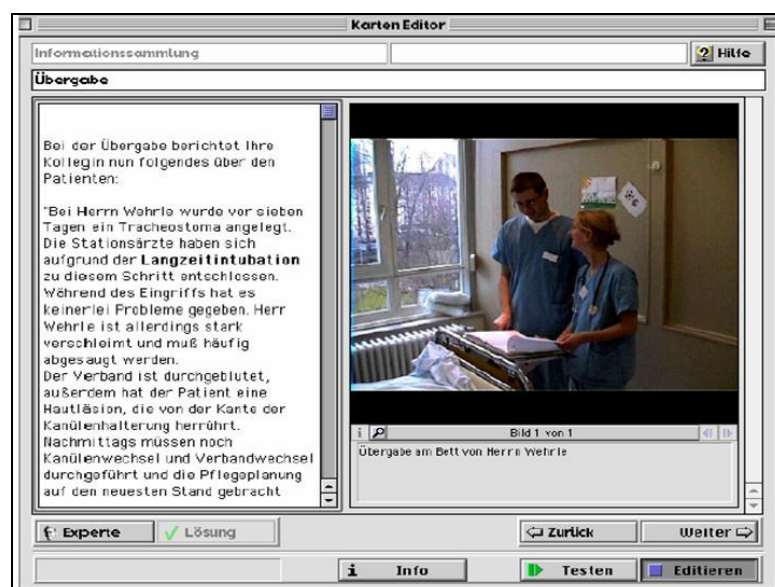 Karten Editor
Informationssammlung
Hilfe
Übergabe
Bei der Übergabe berichtet Ihre
Kollegin nun folgendes über den
Patienten:
"Bei Herrn Wehrle wurde vor sieben
Tagen ein Tracheostoma angelegt.
Die Stationsärzte haben sich
aufgrund der Langzeitintubation
zu diesem Schritt entschlossen.
Während des Eingriffs hat es
keinerlei Probleme gegeben. Herr
Wehrle ist allerdings stark
verschleimt und muß häufig
abgesaugt werden.
Der Verband ist durchgeblutet,
außerdem hat der Patient eine
Hautläsion, die von der Kante der
Kanülenhalterung herrührt.
Nachmittags müssen noch
Kanülenwechsel und Verbandwechsel
durchgeführt und die Pflegeplanung
auf den neuesten Stand gebracht
i Bild 1 von 1
Übergabe am Bett von Herrn Wehrle
Experte Lösung Zurück Weiter
i Info Testen Editieren